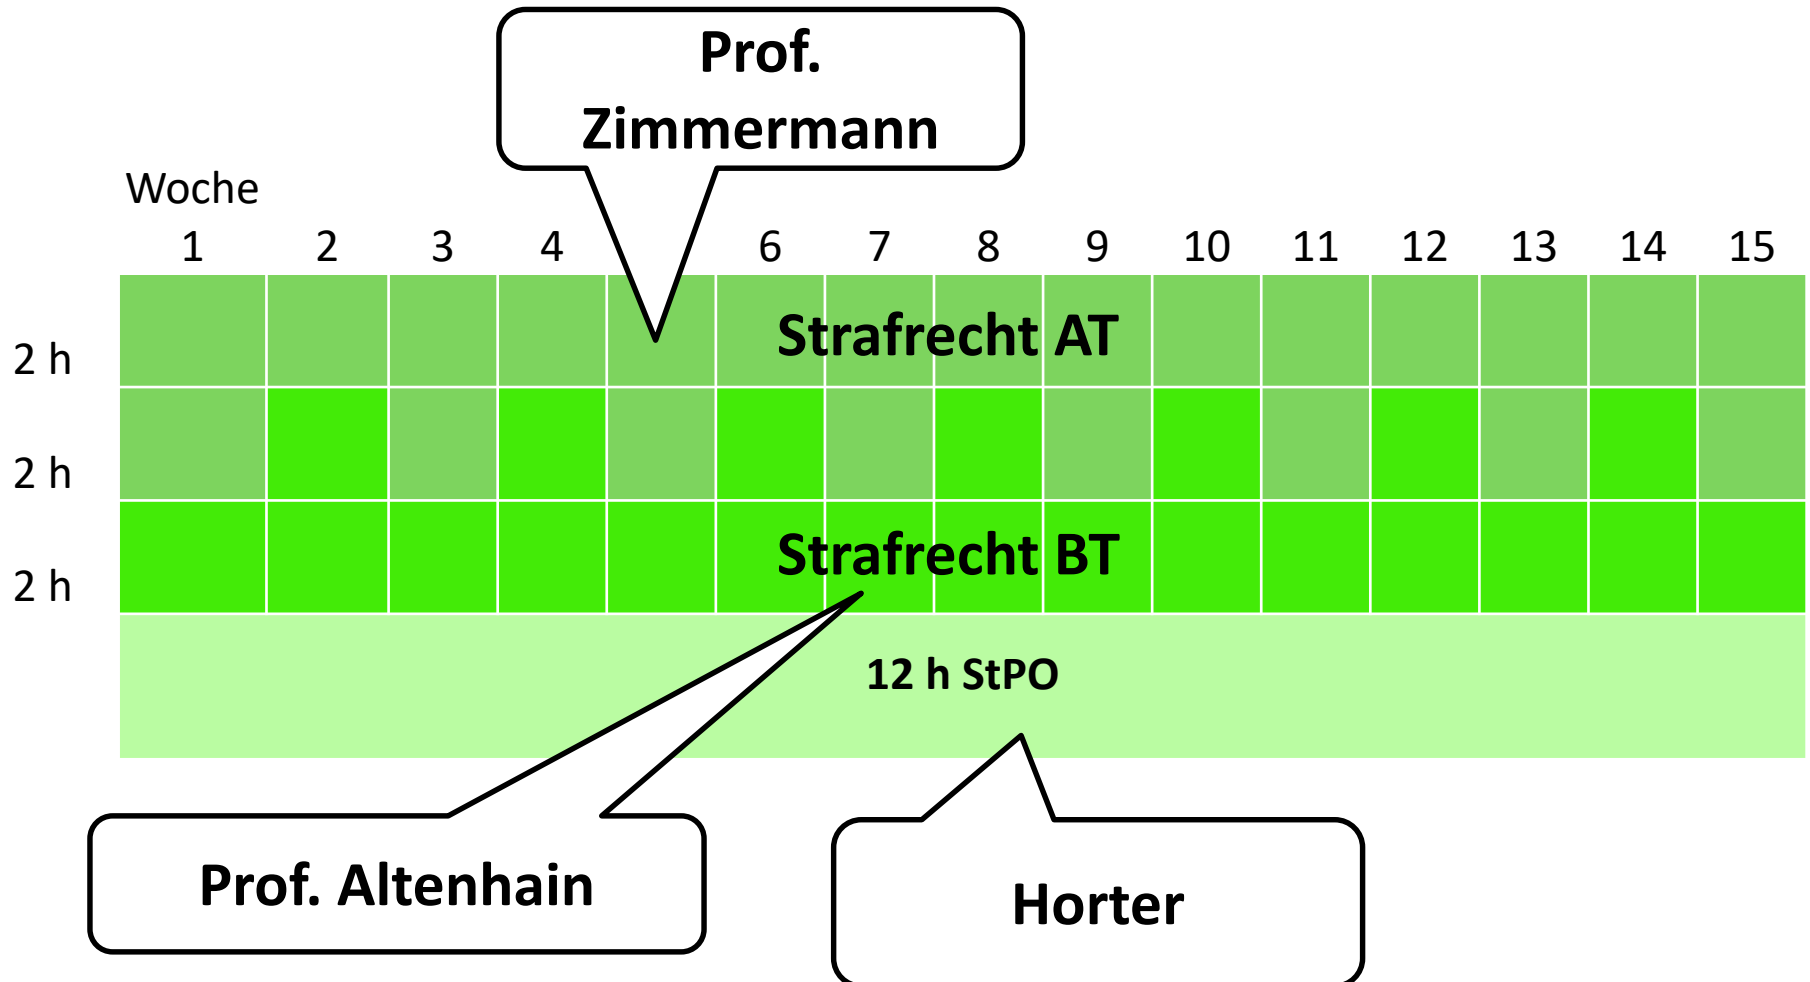 Prof.
Zimmermann
Woche
1 2 3 4 6 7 8 9 10 11 12 13 14 15
2 h
Strafrecht AT
2 h
2 h
Strafrecht BT
12 h StPO
Prof. Altenhain
Horter